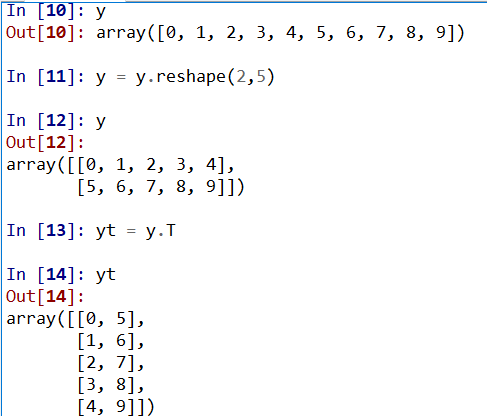 In [10]: y
Out[10]: array([0, 1, 2, 3, 4, 5, 6, 7, 8, 9])
In [11]: y = y.reshape(2,5)
In [12]: y
Out[12]:
array([[0, 1, 2, 3, 4],
       [5, 6, 7, 8, 9]])
In [13]: yt = y.T
In [14]: yt
Out[14]:
array([[0, 5],
       [1, 6],
       [2, 7],
       [3, 8],
       [4, 9]])